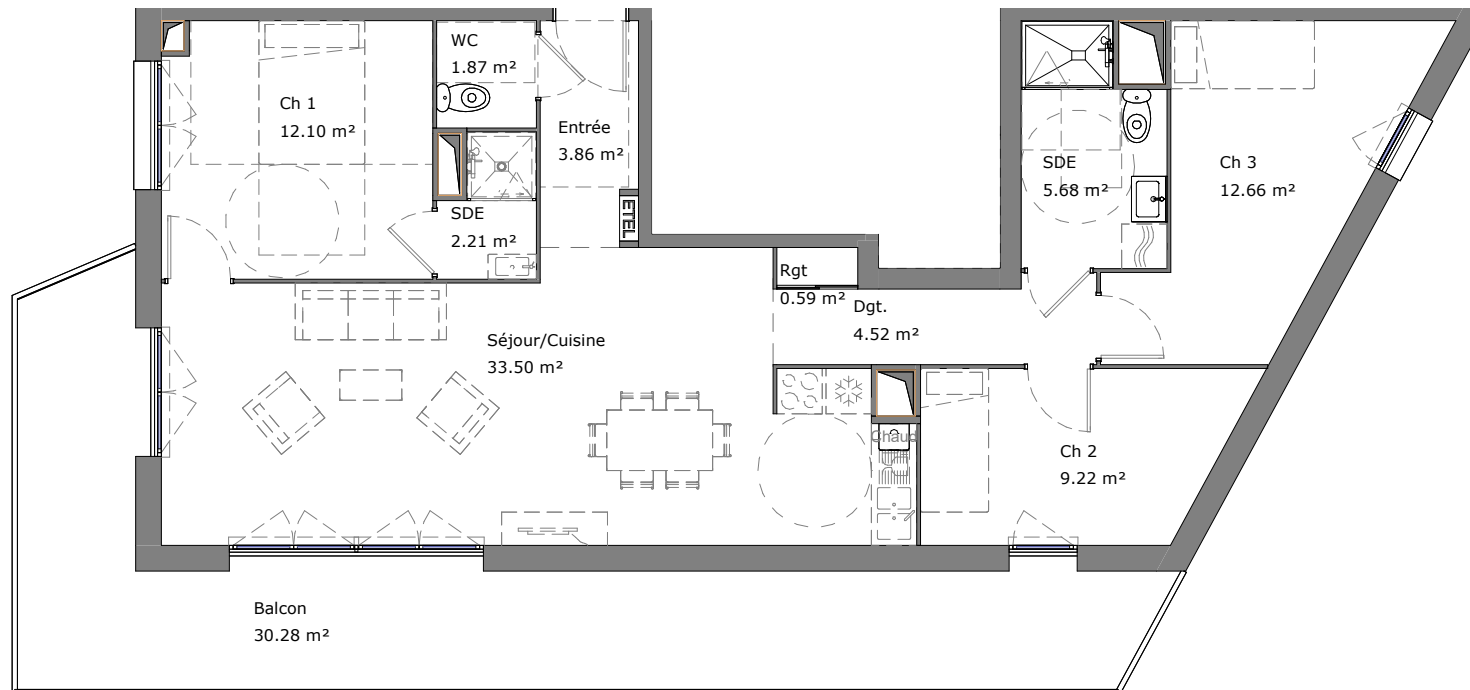 WC
1.87 m²
Ch 1
12.10 m²
Entrée
3.86 m²
SDE
5.68 m²
Ch 3
12.66 m²
SDE
2.21 m²
ETEL
Rgt
0.59 m²
Dgt.
4.52 m²
Séjour/Cuisine
33.50 m²
Chaud
Ch 2
9.22 m²
Balcon
30.28 m²